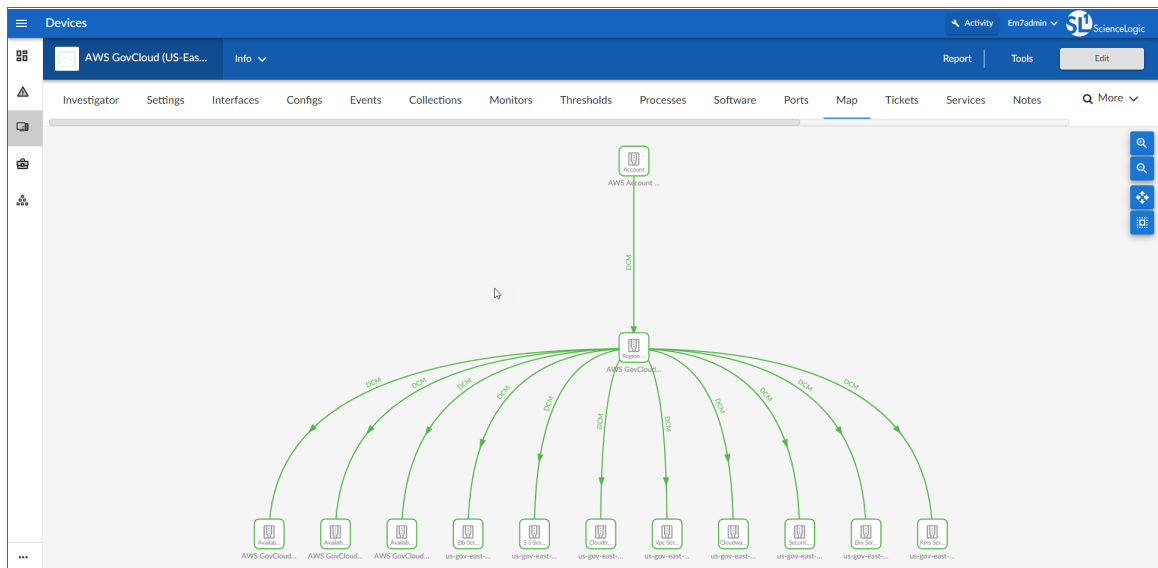 Devices
Activity
Em7admin
SL1 ScienceLogic
AWS GovCloud (US-Eas...
Info
Report
Tools
Edit
Investigator Settings Interfaces Configs Events Collections Monitors Thresholds Processes Software Ports Map Tickets Services Notes More
Account
AWS Account ...
DCM
Region ...
AWS GovCloud...
DCM DCM DCM DCM DCM DCM DCM DCM DCM DCM DCM
Availab... Availab... Availab... Elb Ser... S 3 Ser... Cloudtr... Vpc Ser... Cloudwa... Securit... Eks Ser... Kms Ser...
AWS GovCloud... AWS GovCloud... AWS GovCloud... us-gov-east-... us-gov-east-... us-gov-east-... us-gov-east-... us-gov-east-... us-gov-east-... us-gov-east-... us-gov-east-...